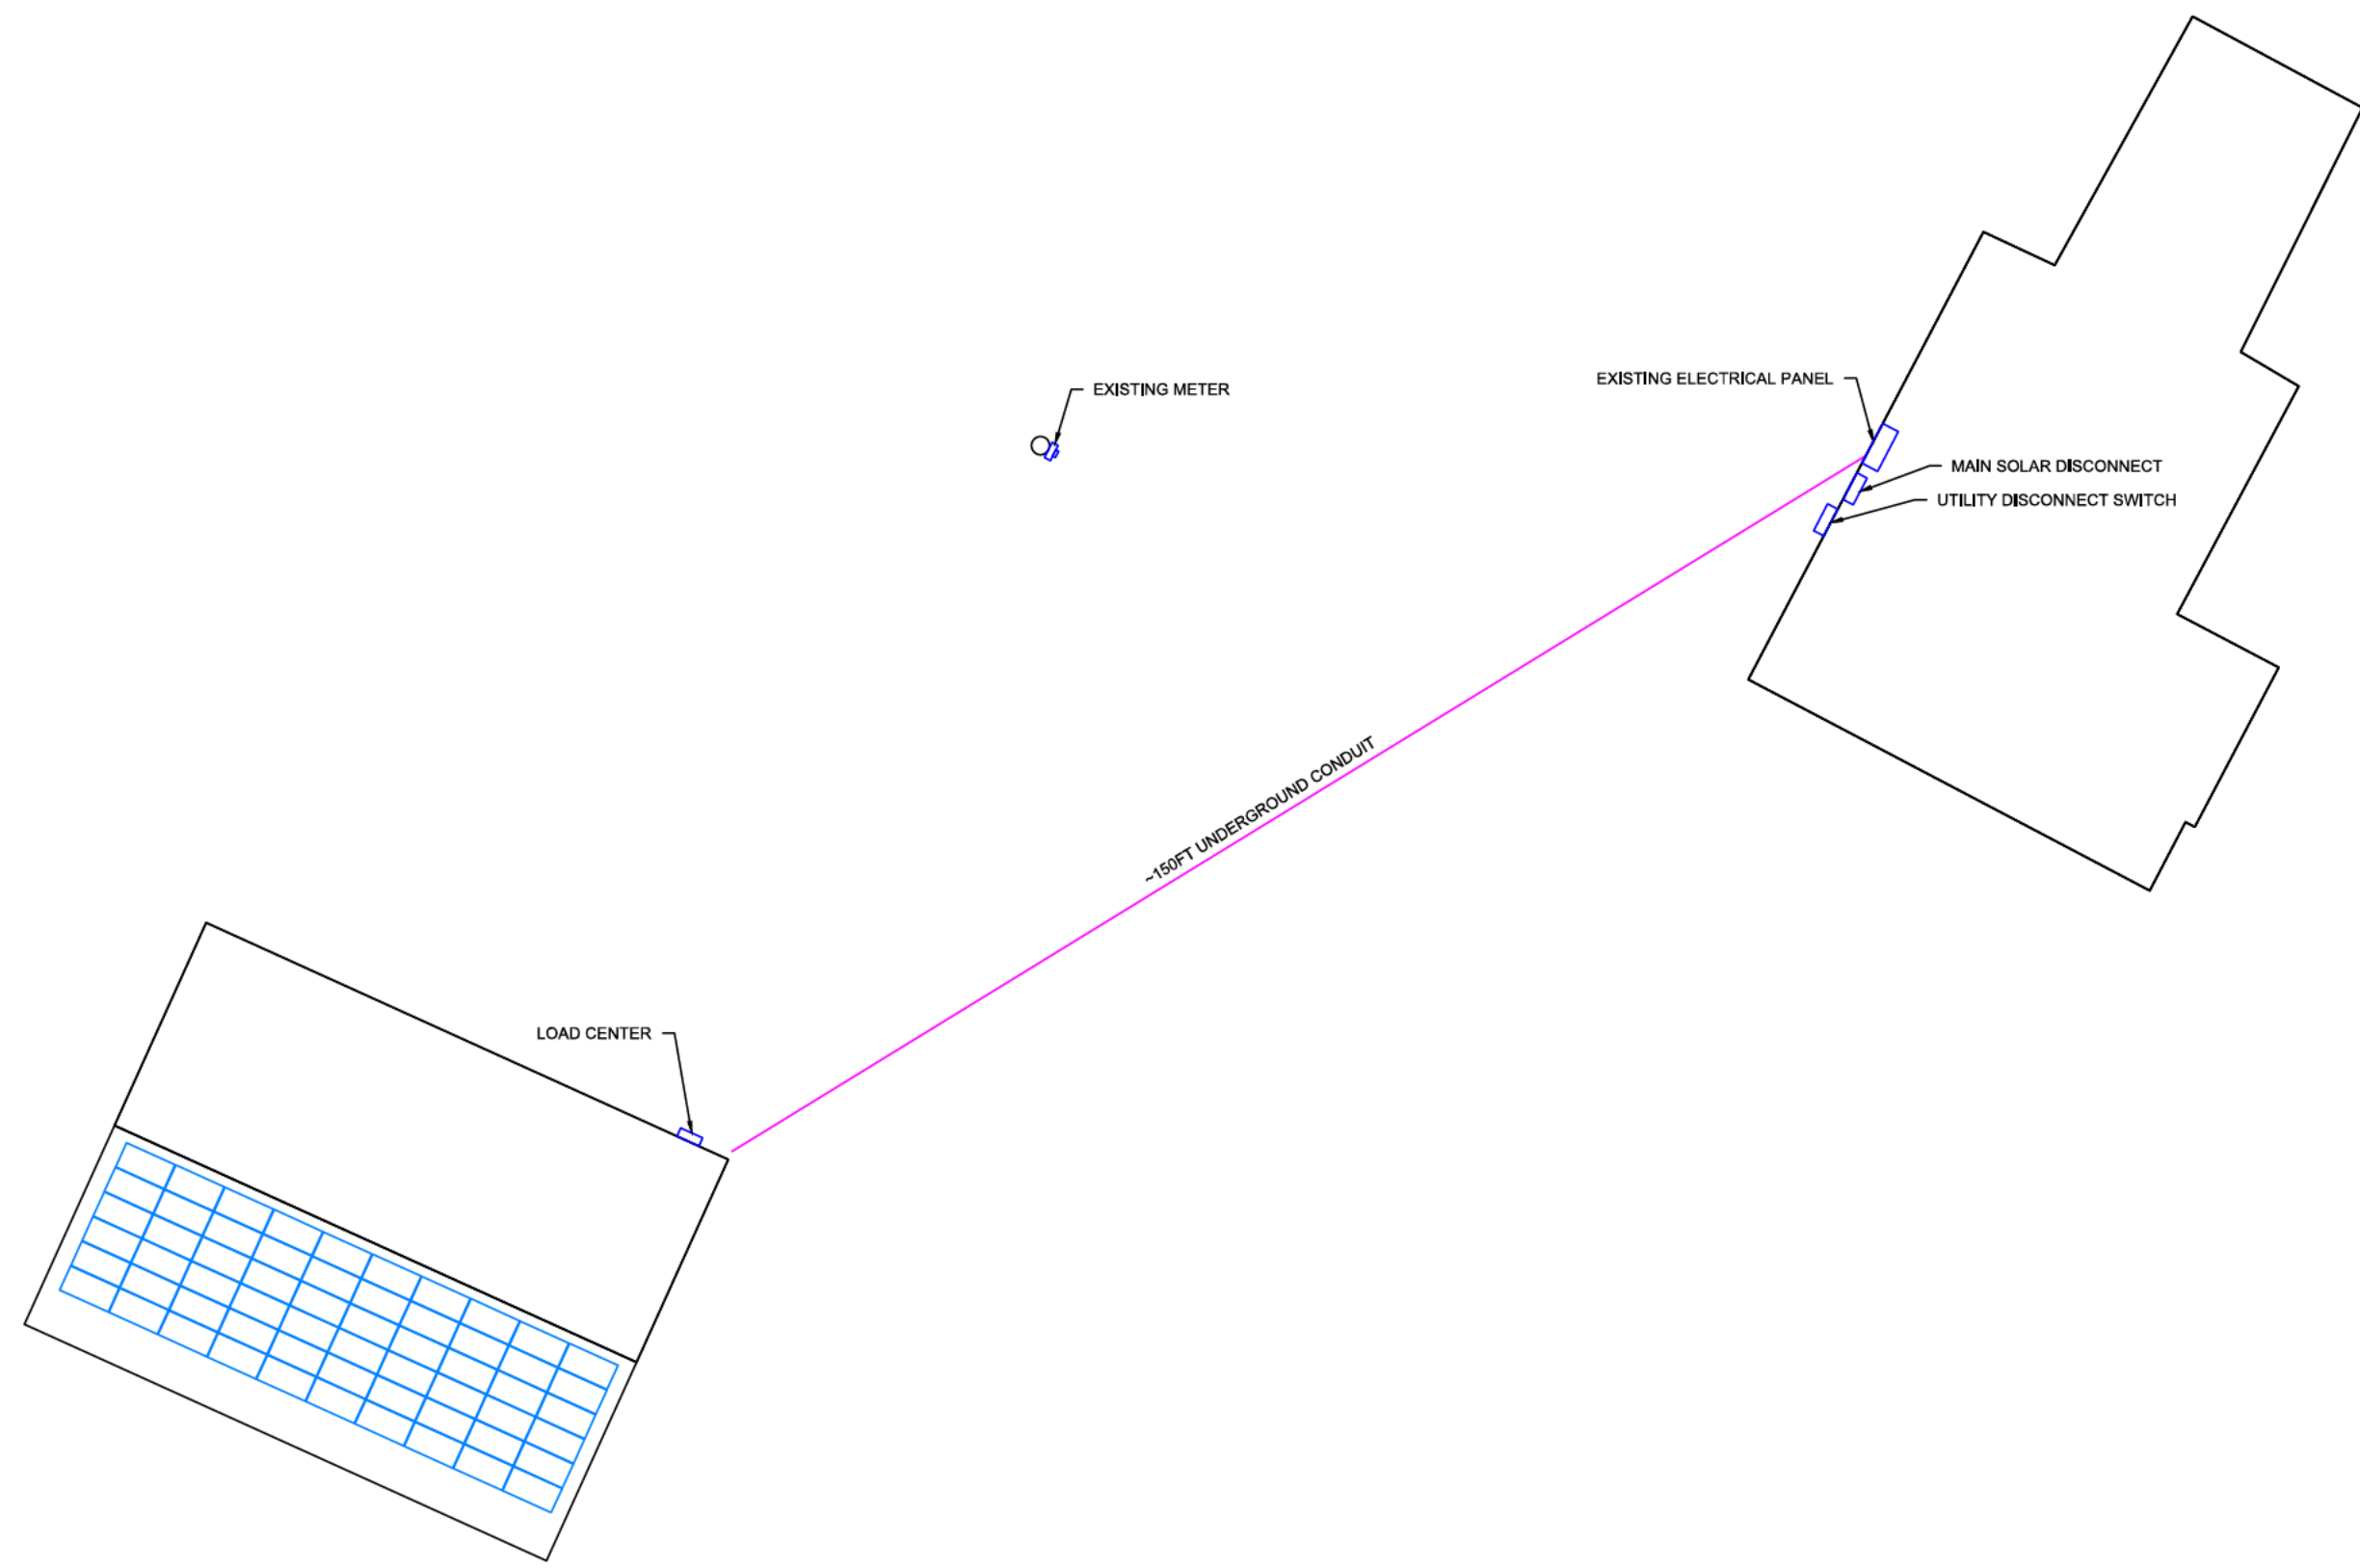 EXISTING ELECTRICAL PANEL
EXISTING METER
MAIN SOLAR DISCONNECT
UTILITY DISCONNECT SWITCH
~150FT UNDERGROUND CONDUIT
LOAD CENTER